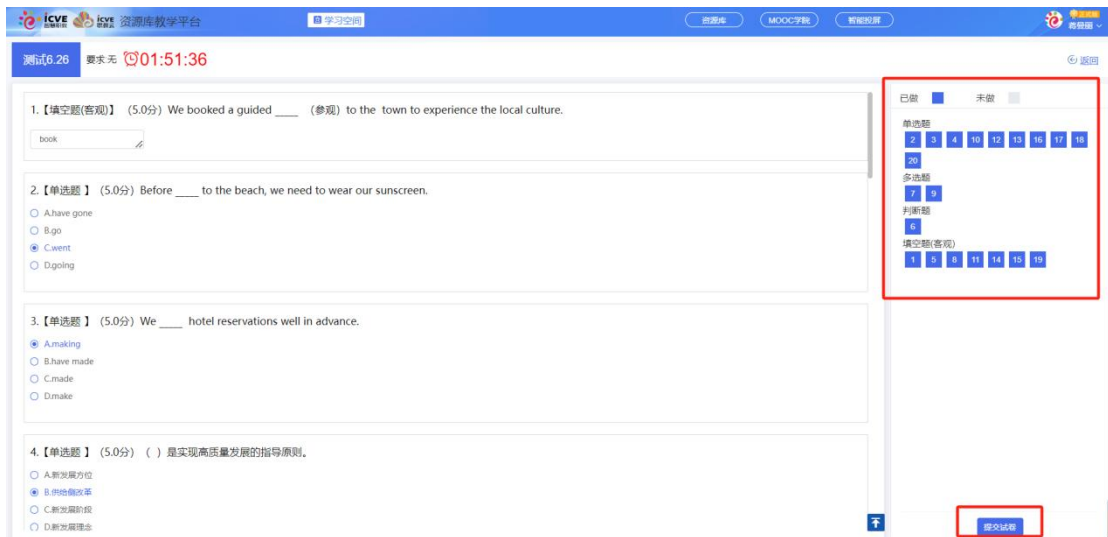 icve 智慧职教 icve 智教云 资源库教学平台
学习空间
资源库
MOOC学院
智能投屏
测试6.26 要求:无 01:51:36
返回
1.【填空题(客观)】 (5.0分) We booked a guided ____ (参观) to the town to experience the local culture.
book
2.【单选题 】 (5.0分) Before ____ to the beach, we need to wear our sunscreen.
A.have gone
B.go
C.went
D.going
3.【单选题 】 (5.0分) We ____ hotel reservations well in advance.
A.making
B.have made
C.made
D.make
4.【单选题 】 (5.0分) ( ) 是实现高质量发展的指导原则。
A.新发展方位
B.供给侧改革
C.新发展阶段
D.新发展理念
已做 未做
单选题
2 3 4 10 12 13 16 17 18
20
多选题
7 9
判断题
6
填空题(客观)
1 5 8 11 14 15 19
提交试卷